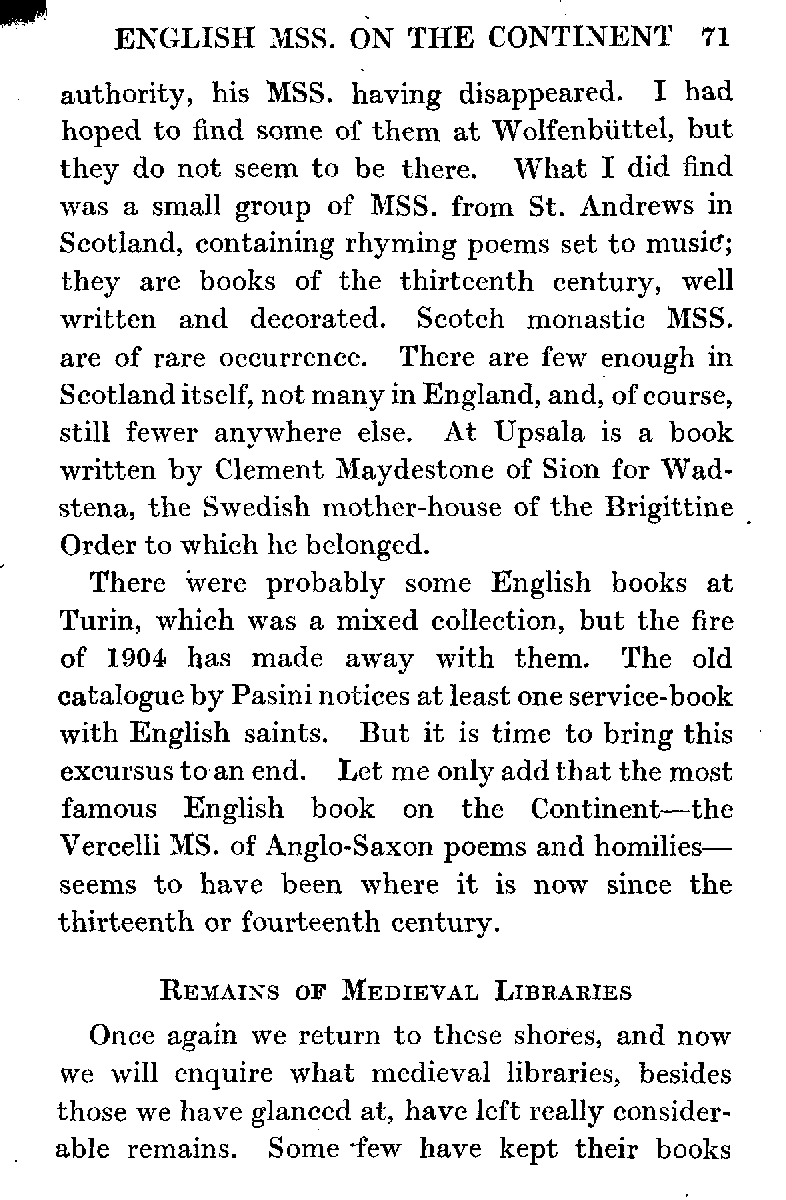 ENGLISH MSS. ON THE CONTINENT 71
authority, his MSS. having disappeared. I had
hoped to find some of them at Wolfenbüttel, but
they do not seem to be there. What I did find
was a small group of MSS. from St. Andrews in
Scotland, containing rhyming poems set to music;
they are books of the thirteenth century, well
written and decorated. Scotch monastic MSS.
are of rare occurrence. There are few enough in
Scotland itself, not many in England, and, of course,
still fewer anywhere else. At Upsala is a book
written by Clement Maydestone of Sion for Wad-
stena, the Swedish mother-house of the Brigittine
Order to which he belonged.
There were probably some English books at
Turin, which was a mixed collection, but the fire
of 1904 has made away with them. The old
catalogue by Pasini notices at least one service-book
with English saints. But it is time to bring this
excursus to an end. Let me only add that the most
famous English book on the Continent—the
Vercelli MS. of Anglo-Saxon poems and homilies—
seems to have been where it is now since the
thirteenth or fourteenth century.
REMAINS OF MEDIEVAL LIBRARIES
Once again we return to these shores, and now
we will enquire what medieval libraries, besides
those we have glanced at, have left really consider-
able remains. Some few have kept their books